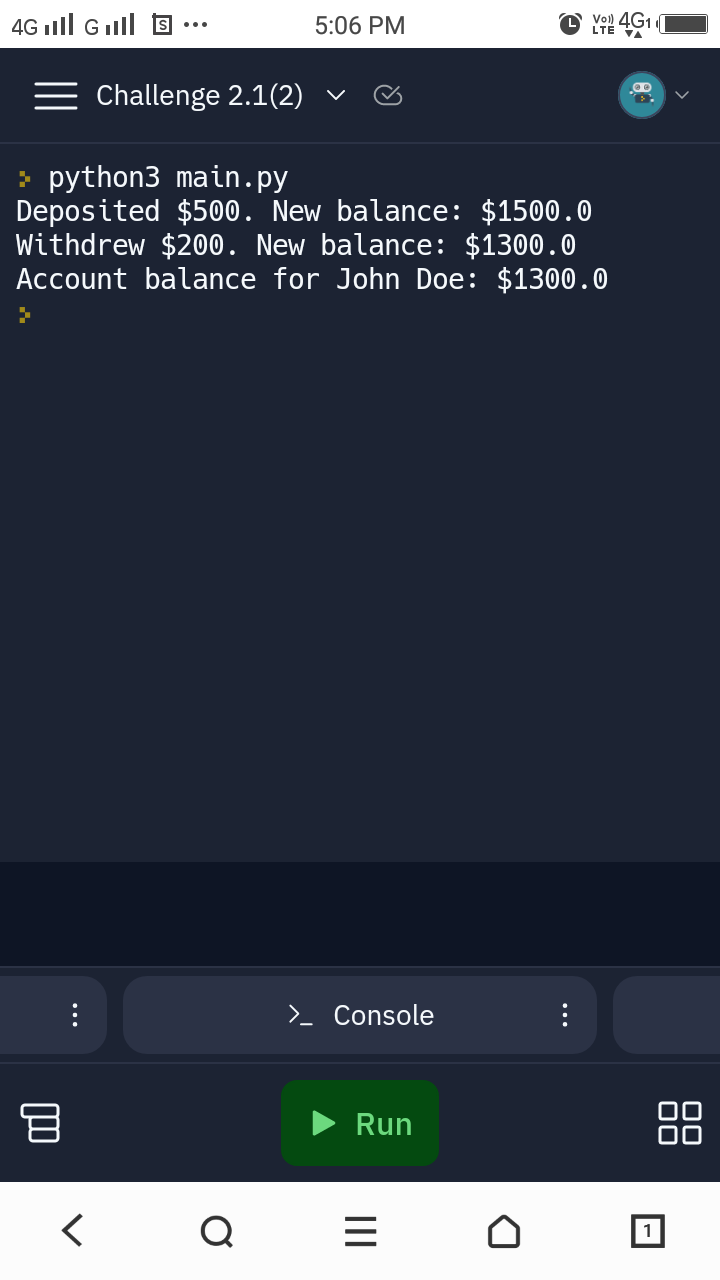 4G G S 5:06 PM Vo)) LTE 4G1
Challenge 2.1(2)
python3 main.py
Deposited $500. New balance: $1500.0
Withdrew $200. New balance: $1300.0
Account balance for John Doe: $1300.0
>_ Console
Run
1